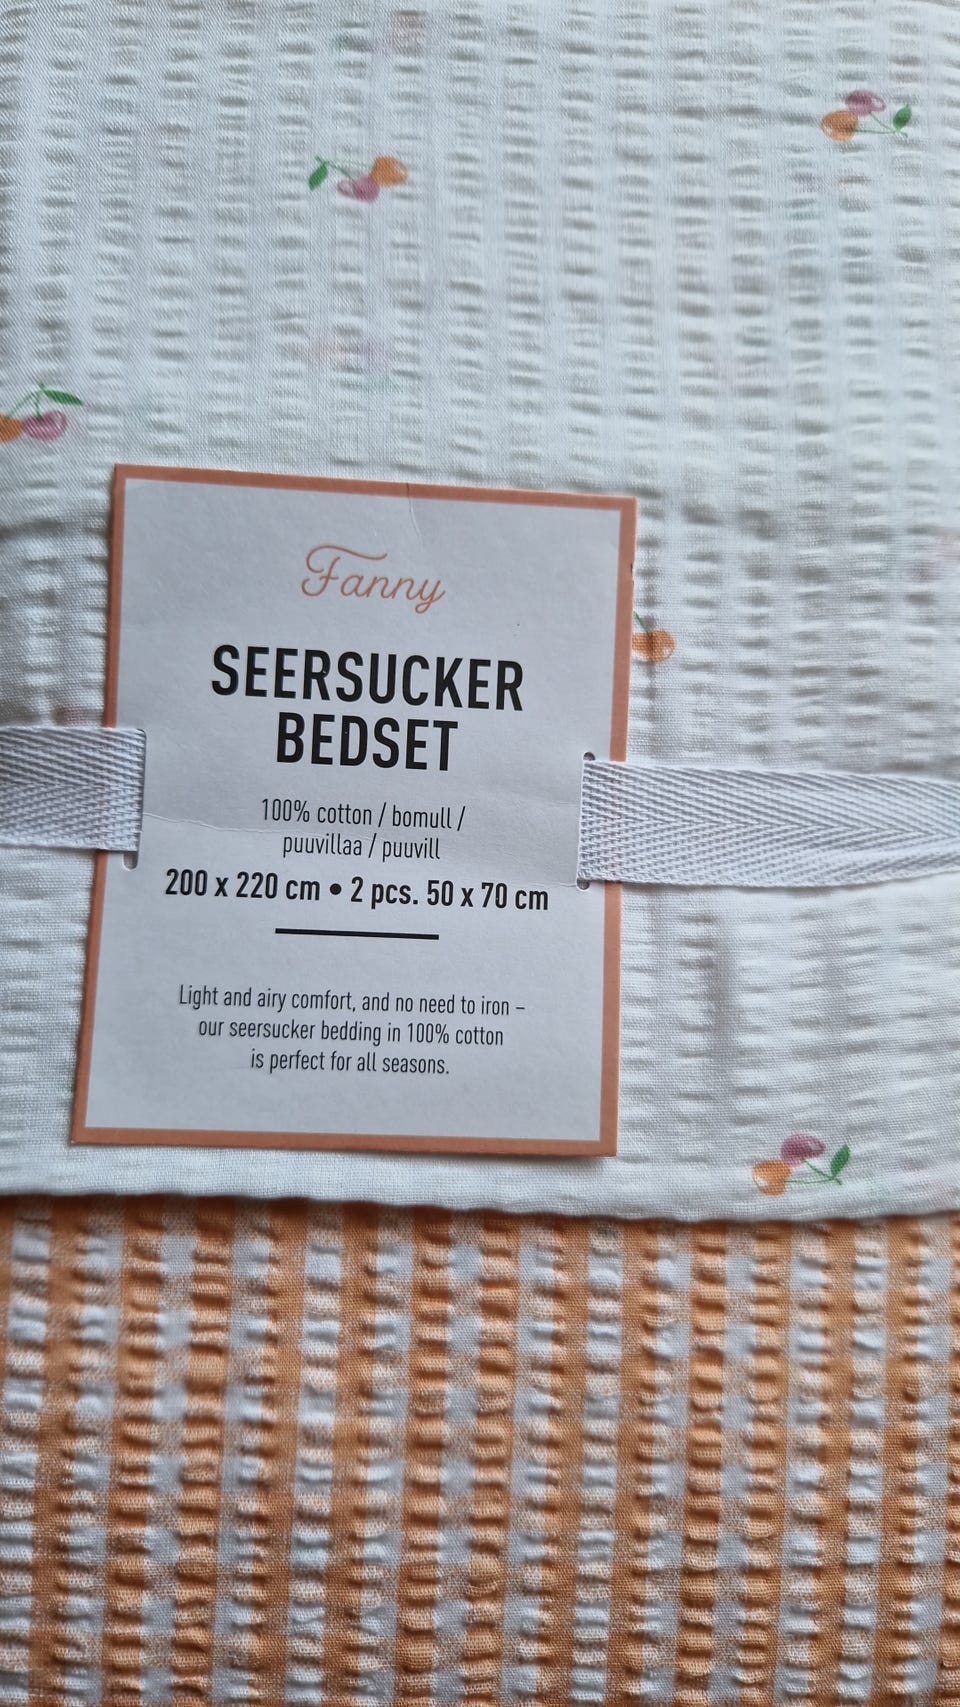 Fanny
SEERSUCKER
BEDSET
100% cotton / bomull /
puuvillaa / puuvill
200 x 220 cm • 2 pcs. 50 x 70 cm
Light and airy comfort, and no need to iron –
our seersucker bedding in 100% cotton
is perfect for all seasons.